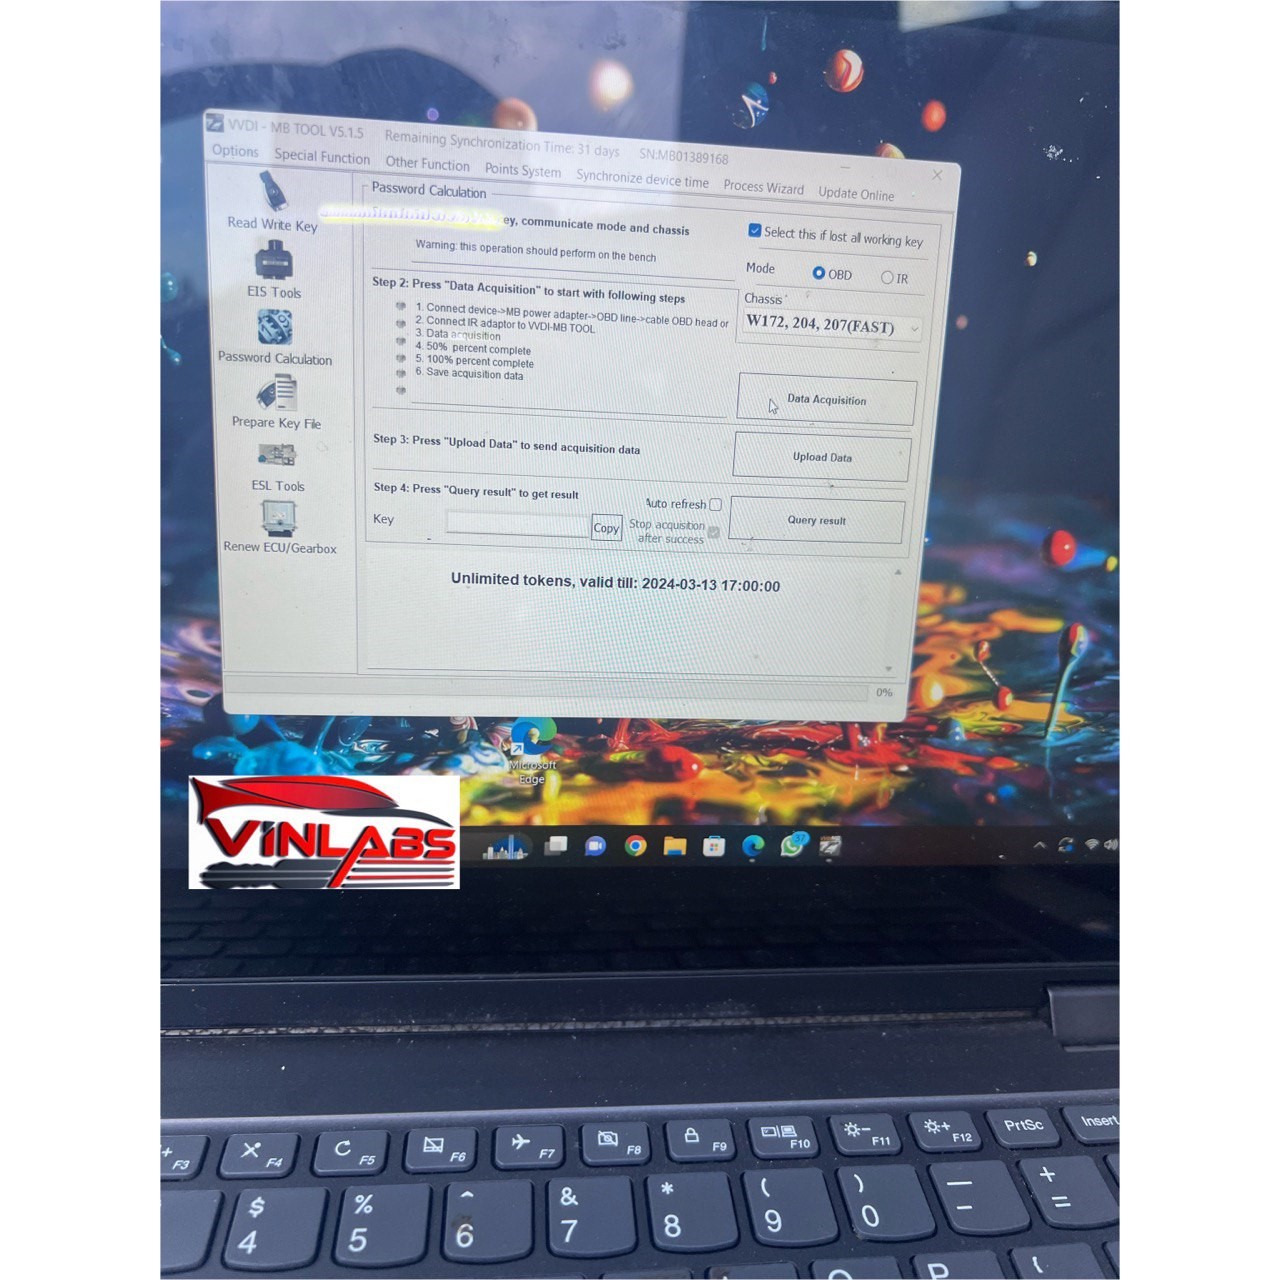 VVDI - MB TOOL V5.1.5 Remaining Synchronization Time: 31 days SN:MB01389168
Options Special Function Other Function Points System Synchronize device time Process Wizard Update Online
Read Write Key
EIS Tools
Password Calculation
Prepare Key File
ESL Tools
Renew ECU/Gearbox
Password Calculation
communicate mode and chassis
Warning: this operation should perform on the bench
Select this if lost all working key
Mode OBD IR
Chassis
W172, 204, 207(FAST)
Step 2: Press "Data Acquisition" to start with following steps
1. Connect device->MB power adapter->OBD line->cable OBD head or
2. Connect IR adaptor to VVDI-MB TOOL
3. Data acquisition
4. 50% percent complete
5. 100% percent complete
6. Save acquisition data
Data Acquisition
Step 3: Press "Upload Data" to send acquisition data
Upload Data
Step 4: Press "Query result" to get result
Auto refresh
Key
Copy
Stop acquisition
after success
Query result
Unlimited tokens, valid till: 2024-03-13 17:00:00
0%
Microsoft
Edge
VINLABS
37
F3 F4 F5 F6 F7 F8 F9 F10 F11 F12 PrtSc Insert
$ % ^ & * ( ) — +
4 5 6 7 8 9 0 - =
P {